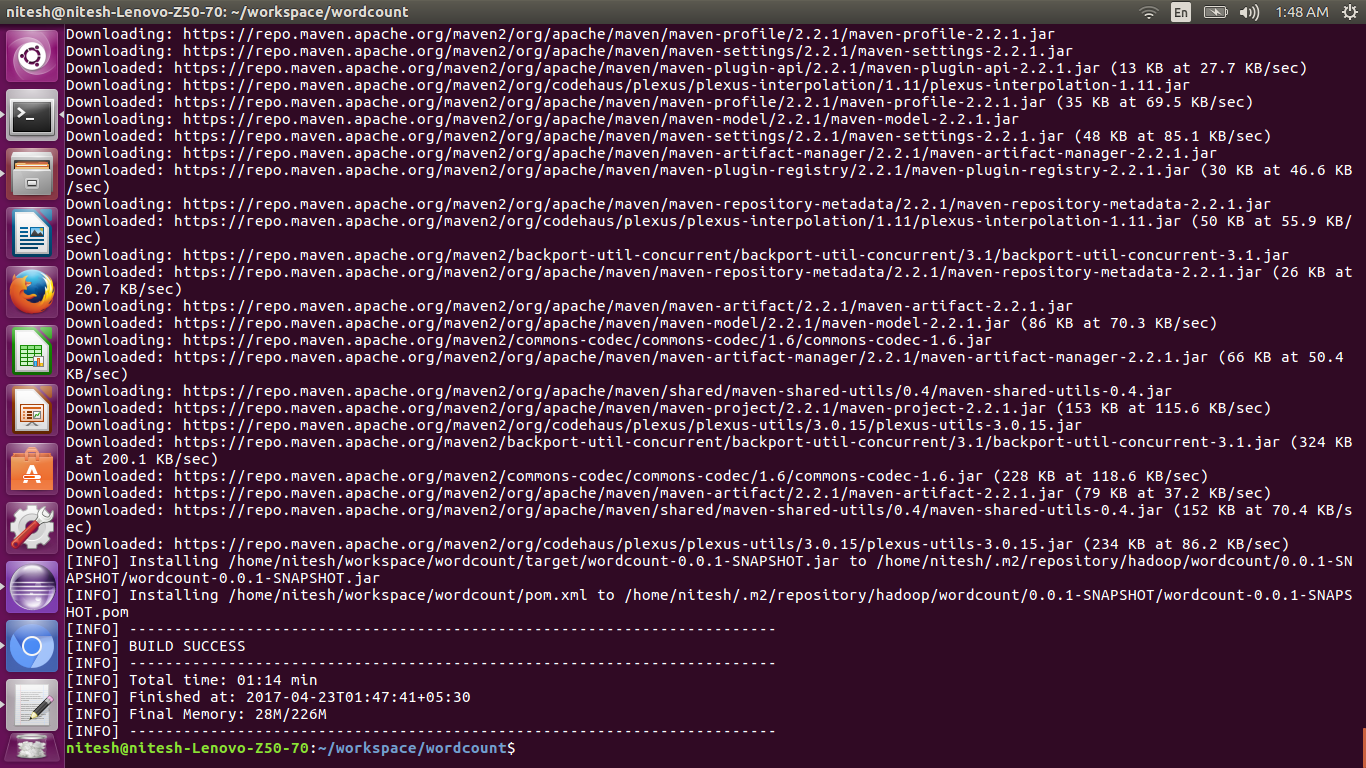 nitesh@nitesh-Lenovo-Z50-70: ~/workspace/wordcount
En
1:48 AM
Downloading: https://repo.maven.apache.org/maven2/org/apache/maven/maven-profile/2.2.1/maven-profile-2.2.1.jar
Downloading: https://repo.maven.apache.org/maven2/org/apache/maven/maven-settings/2.2.1/maven-settings-2.2.1.jar
Downloaded: https://repo.maven.apache.org/maven2/org/apache/maven/maven-plugin-api/2.2.1/maven-plugin-api-2.2.1.jar (13 KB at 27.7 KB/sec)
Downloading: https://repo.maven.apache.org/maven2/org/codehaus/plexus/plexus-interpolation/1.11/plexus-interpolation-1.11.jar
Downloaded: https://repo.maven.apache.org/maven2/org/apache/maven/maven-profile/2.2.1/maven-profile-2.2.1.jar (35 KB at 69.5 KB/sec)
Downloading: https://repo.maven.apache.org/maven2/org/apache/maven/maven-model/2.2.1/maven-model-2.2.1.jar
Downloaded: https://repo.maven.apache.org/maven2/org/apache/maven/maven-settings/2.2.1/maven-settings-2.2.1.jar (48 KB at 85.1 KB/sec)
Downloading: https://repo.maven.apache.org/maven2/org/apache/maven/maven-artifact-manager/2.2.1/maven-artifact-manager-2.2.1.jar
Downloaded: https://repo.maven.apache.org/maven2/org/apache/maven/maven-plugin-registry/2.2.1/maven-plugin-registry-2.2.1.jar (30 KB at 46.6 KB
/sec)
Downloading: https://repo.maven.apache.org/maven2/org/apache/maven/maven-repository-metadata/2.2.1/maven-repository-metadata-2.2.1.jar
Downloaded: https://repo.maven.apache.org/maven2/org/codehaus/plexus/plexus-interpolation/1.11/plexus-interpolation-1.11.jar (50 KB at 55.9 KB/
sec)
Downloading: https://repo.maven.apache.org/maven2/backport-util-concurrent/backport-util-concurrent/3.1/backport-util-concurrent-3.1.jar
Downloaded: https://repo.maven.apache.org/maven2/org/apache/maven/maven-repository-metadata/2.2.1/maven-repository-metadata-2.2.1.jar (26 KB at
20.7 KB/sec)
Downloading: https://repo.maven.apache.org/maven2/org/apache/maven/maven-artifact/2.2.1/maven-artifact-2.2.1.jar
Downloaded: https://repo.maven.apache.org/maven2/org/apache/maven/maven-model/2.2.1/maven-model-2.2.1.jar (86 KB at 70.3 KB/sec)
Downloading: https://repo.maven.apache.org/maven2/commons-codec/commons-codec/1.6/commons-codec-1.6.jar
Downloaded: https://repo.maven.apache.org/maven2/org/apache/maven/maven-artifact-manager/2.2.1/maven-artifact-manager-2.2.1.jar (66 KB at 50.4
KB/sec)
Downloading: https://repo.maven.apache.org/maven2/org/apache/maven/shared/maven-shared-utils/0.4/maven-shared-utils-0.4.jar
Downloaded: https://repo.maven.apache.org/maven2/org/apache/maven/maven-project/2.2.1/maven-project-2.2.1.jar (153 KB at 115.6 KB/sec)
Downloading: https://repo.maven.apache.org/maven2/org/codehaus/plexus/plexus-utils/3.0.15/plexus-utils-3.0.15.jar
Downloaded: https://repo.maven.apache.org/maven2/backport-util-concurrent/backport-util-concurrent/3.1/backport-util-concurrent-3.1.jar (324 KB
at 200.1 KB/sec)
Downloaded: https://repo.maven.apache.org/maven2/commons-codec/commons-codec/1.6/commons-codec-1.6.jar (228 KB at 118.6 KB/sec)
Downloaded: https://repo.maven.apache.org/maven2/org/apache/maven/maven-artifact/2.2.1/maven-artifact-2.2.1.jar (79 KB at 37.2 KB/sec)
Downloaded: https://repo.maven.apache.org/maven2/org/apache/maven/shared/maven-shared-utils/0.4/maven-shared-utils-0.4.jar (152 KB at 70.4 KB/s
ec)
Downloaded: https://repo.maven.apache.org/maven2/org/codehaus/plexus/plexus-utils/3.0.15/plexus-utils-3.0.15.jar (234 KB at 86.2 KB/sec)
[INFO] Installing /home/nitesh/workspace/wordcount/target/wordcount-0.0.1-SNAPSHOT.jar to /home/nitesh/.m2/repository/hadoop/wordcount/0.0.1-SN
APSHOT/wordcount-0.0.1-SNAPSHOT.jar
[INFO] Installing /home/nitesh/workspace/wordcount/pom.xml to /home/nitesh/.m2/repository/hadoop/wordcount/0.0.1-SNAPSHOT/wordcount-0.0.1-SNAPS
HOT.pom
[INFO] ------------------------------------------------------------------------
[INFO] BUILD SUCCESS
[INFO] ------------------------------------------------------------------------
[INFO] Total time: 01:14 min
[INFO] Finished at: 2017-04-23T01:47:41+05:30
[INFO] Final Memory: 28M/226M
[INFO] ------------------------------------------------------------------------
nitesh@nitesh-Lenovo-Z50-70:~/workspace/wordcount$